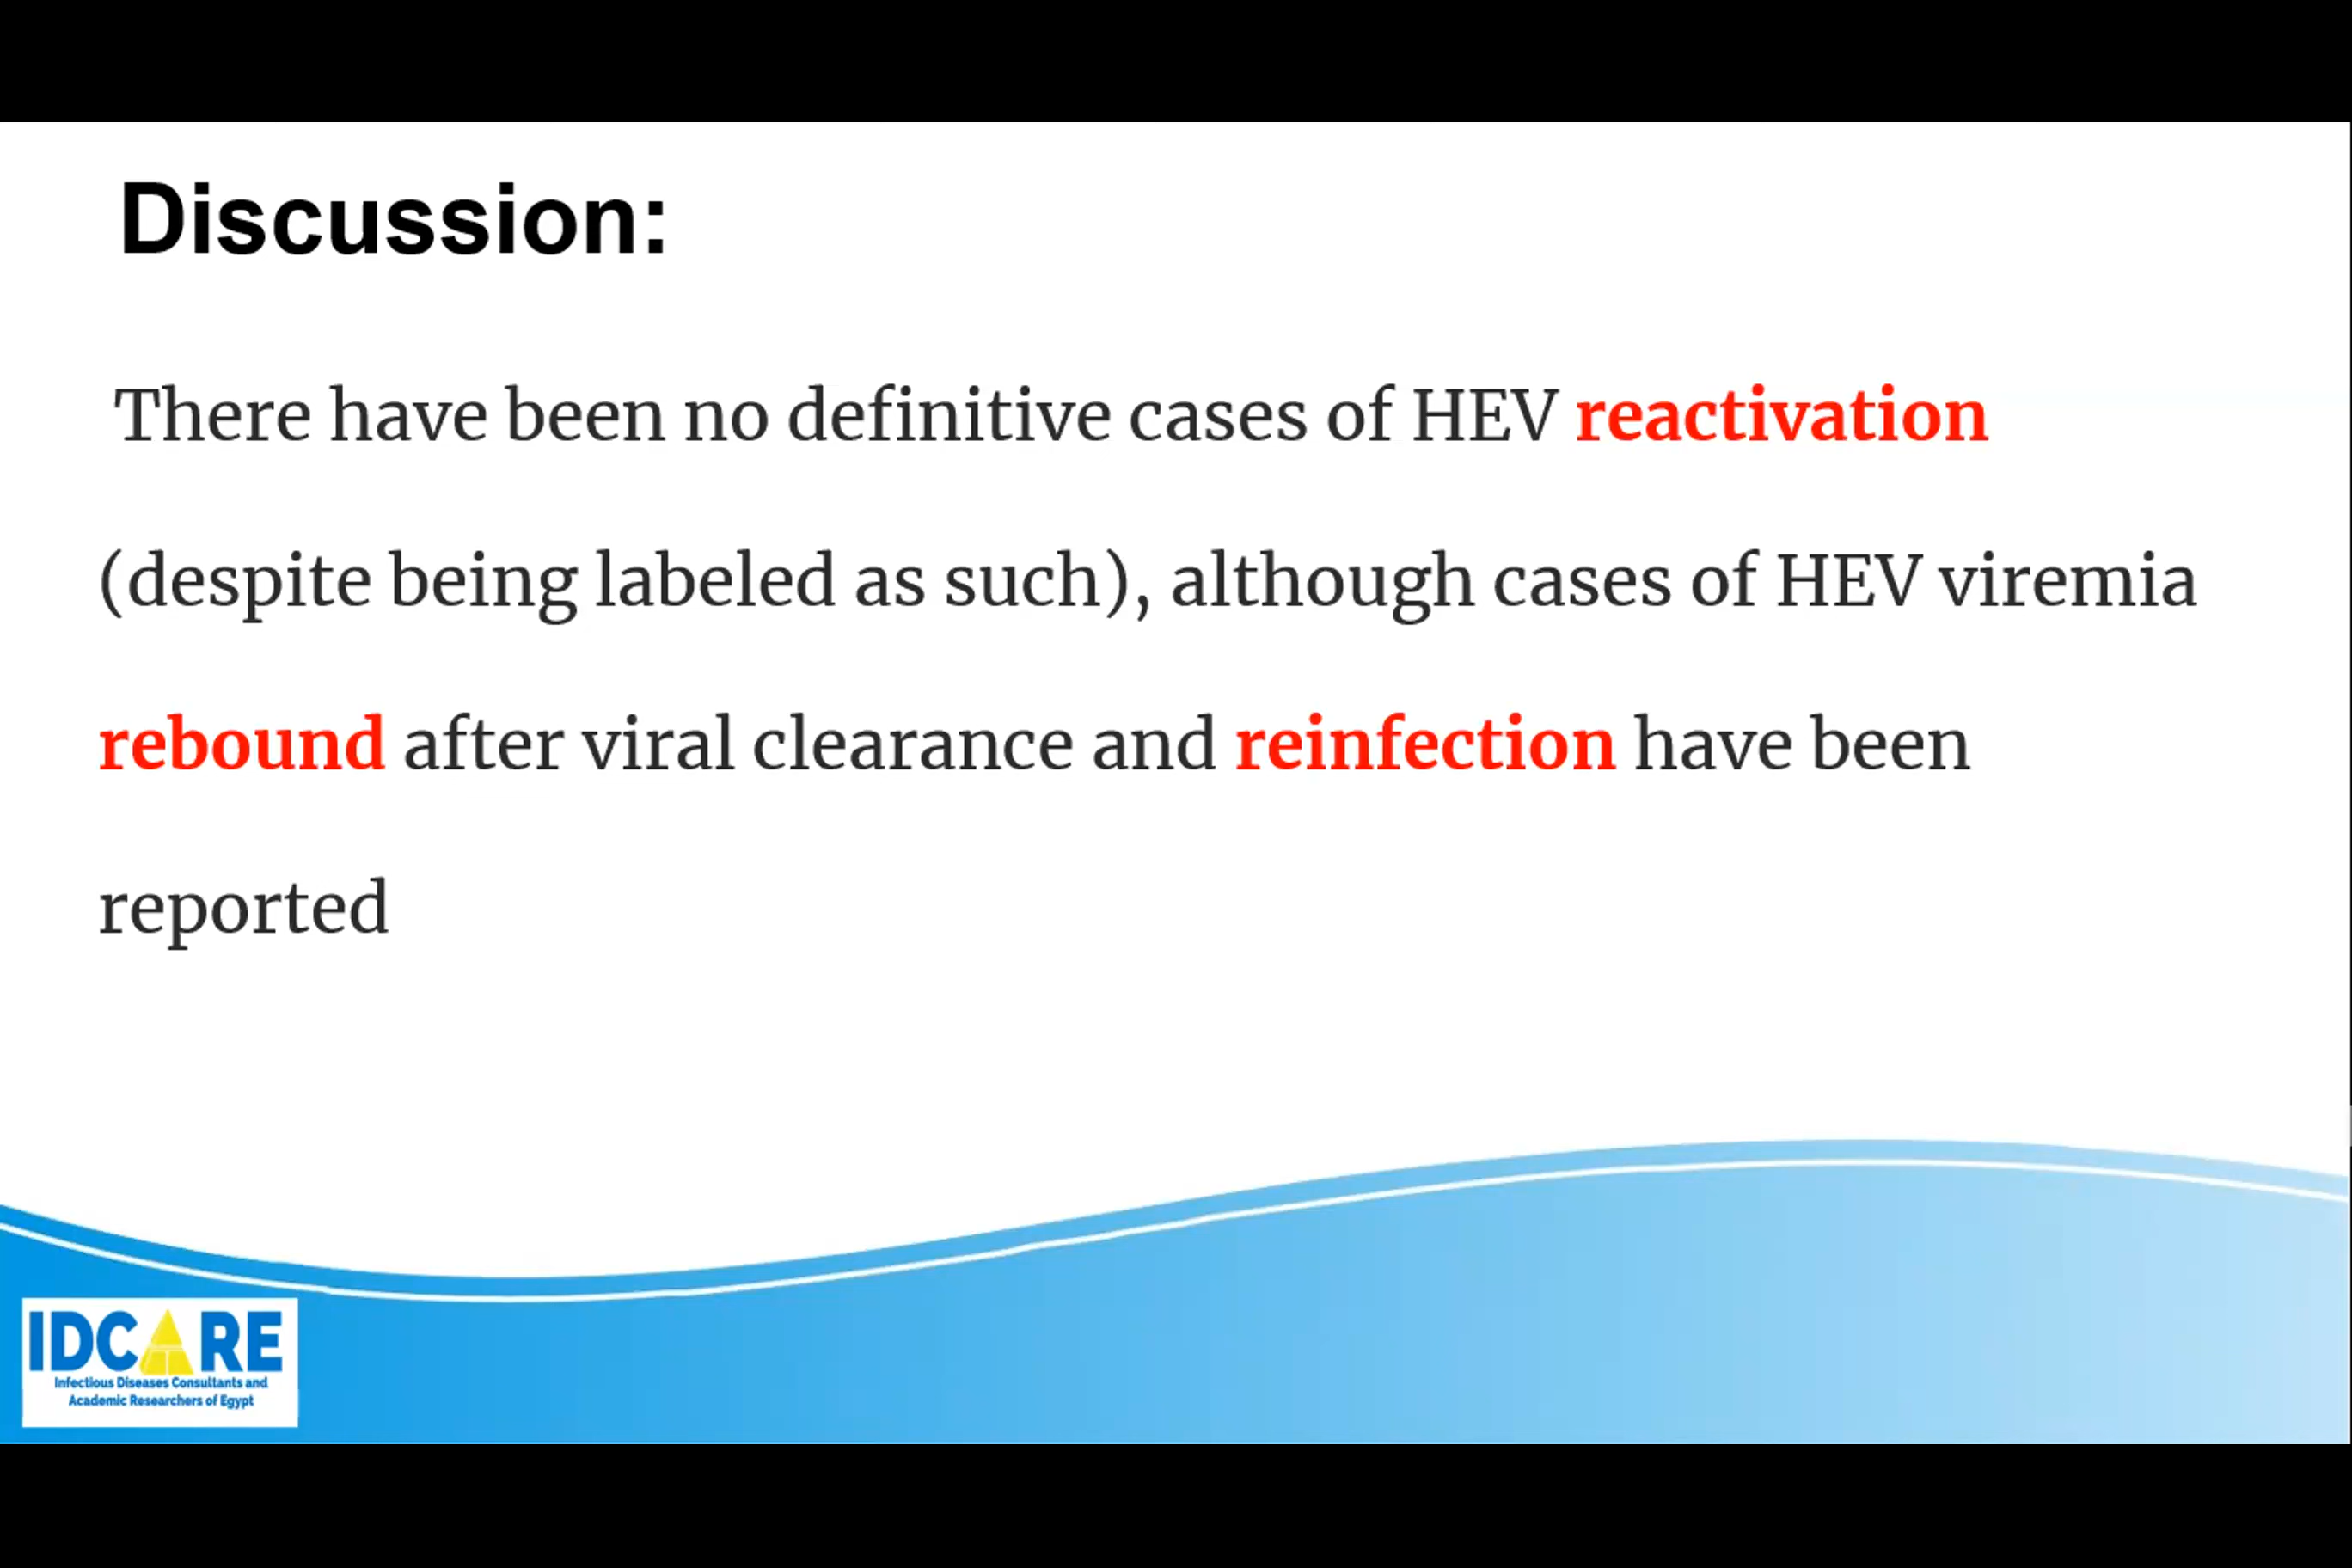 Discussion:
There have been no definitive cases of HEV reactivation
(despite being labeled as such), although cases of HEV viremia
rebound after viral clearance and reinfection have been
reported
IDCARE
Infectious Diseases Consultants and
Academic Researchers of Egypt